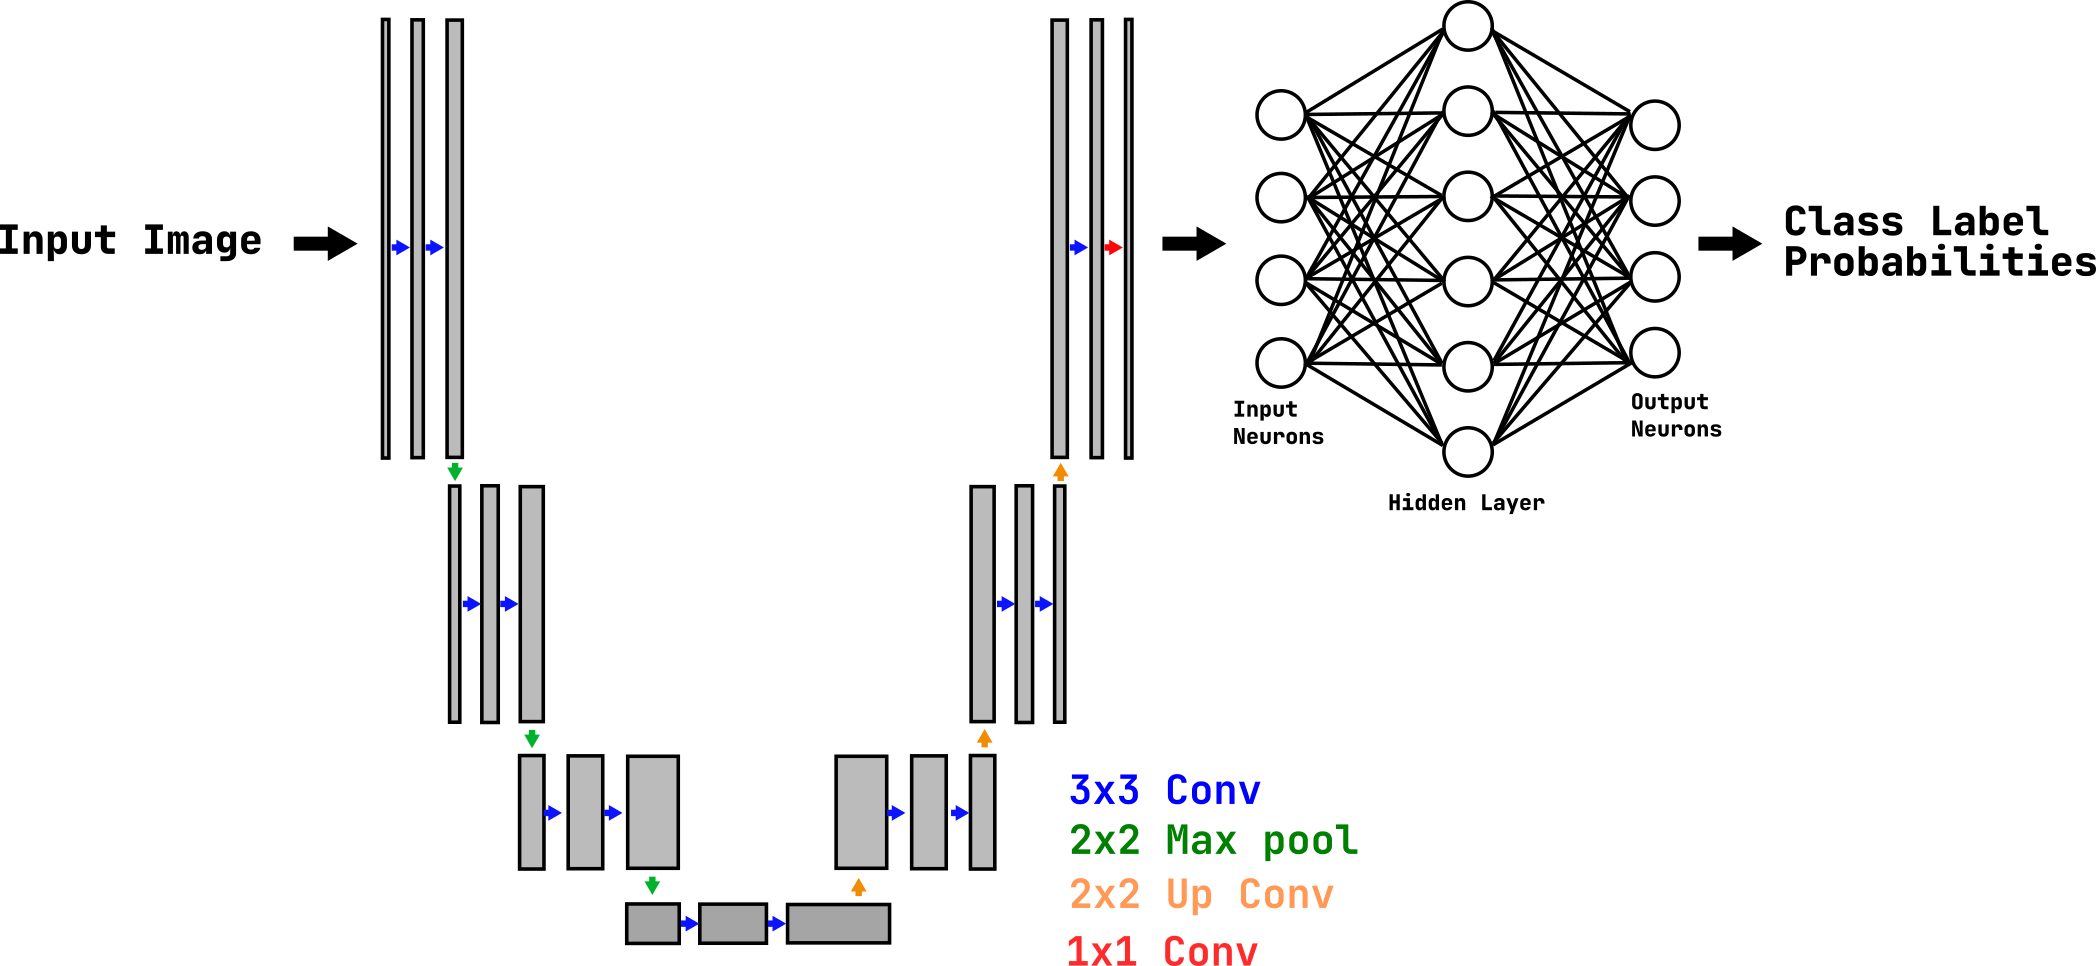 Input Image
Class Label
Probabilities
Input
Neurons
Output
Neurons
Hidden Layer
3x3 Conv
2x2 Max pool
2x2 Up Conv
1x1 Conv